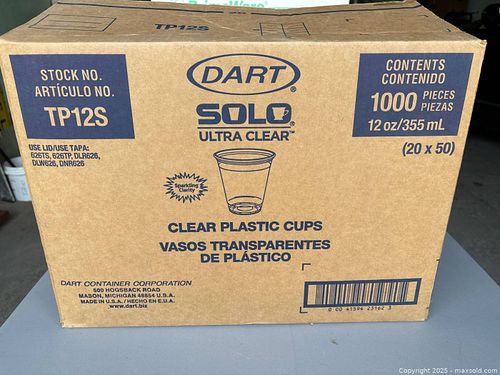 TP12S
STOCK NO.
ARTÍCULO NO.
TP12S
USE LID/USE TAPA:
626TS, 626TP, DLR626,
DLW626, DNR626
DART®
SOLO®
ULTRA CLEAR™
CONTENTS
CONTENIDO
1000 PIECES
PIEZAS
12 oz/355 mL
(20 x 50)
Sparkling
Clarity
CLEAR PLASTIC CUPS
VASOS TRANSPARENTES
DE PLÁSTICO
DART CONTAINER CORPORATION
500 HOGSBACK ROAD
MASON, MICHIGAN 48854 U.S.A.
MADE IN U.S.A. / HECHO EN E.U.A.
www.dart.biz
Copyright © 2025 - maxsold.com